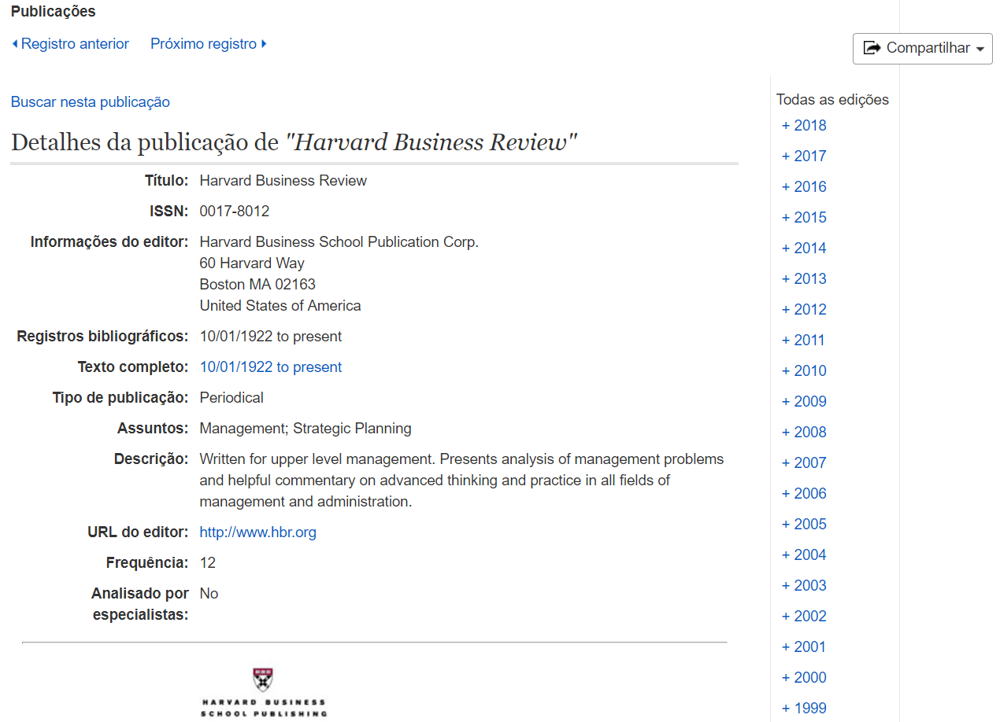 Publicações
Registro anterior Próximo registro
Compartilhar
Buscar nesta publicação
Detalhes da publicação de "Harvard Business Review"
Título: Harvard Business Review
ISSN: 0017-8012
Informações do editor: Harvard Business School Publication Corp.
60 Harvard Way
Boston MA 02163
United States of America
Registros bibliográficos: 10/01/1922 to present
Texto completo: 10/01/1922 to present
Tipo de publicação: Periodical
Assuntos: Management; Strategic Planning
Descrição: Written for upper level management. Presents analysis of management problems
and helpful commentary on advanced thinking and practice in all fields of
management and administration.
URL do editor: http://www.hbr.org
Frequência: 12
Analisado por No
especialistas:
HARVARD BUSINESS
SCHOOL PUBLISHING
Todas as edições
+ 2018
+ 2017
+ 2016
+ 2015
+ 2014
+ 2013
+ 2012
+ 2011
+ 2010
+ 2009
+ 2008
+ 2007
+ 2006
+ 2005
+ 2004
+ 2003
+ 2002
+ 2001
+ 2000
+ 1999